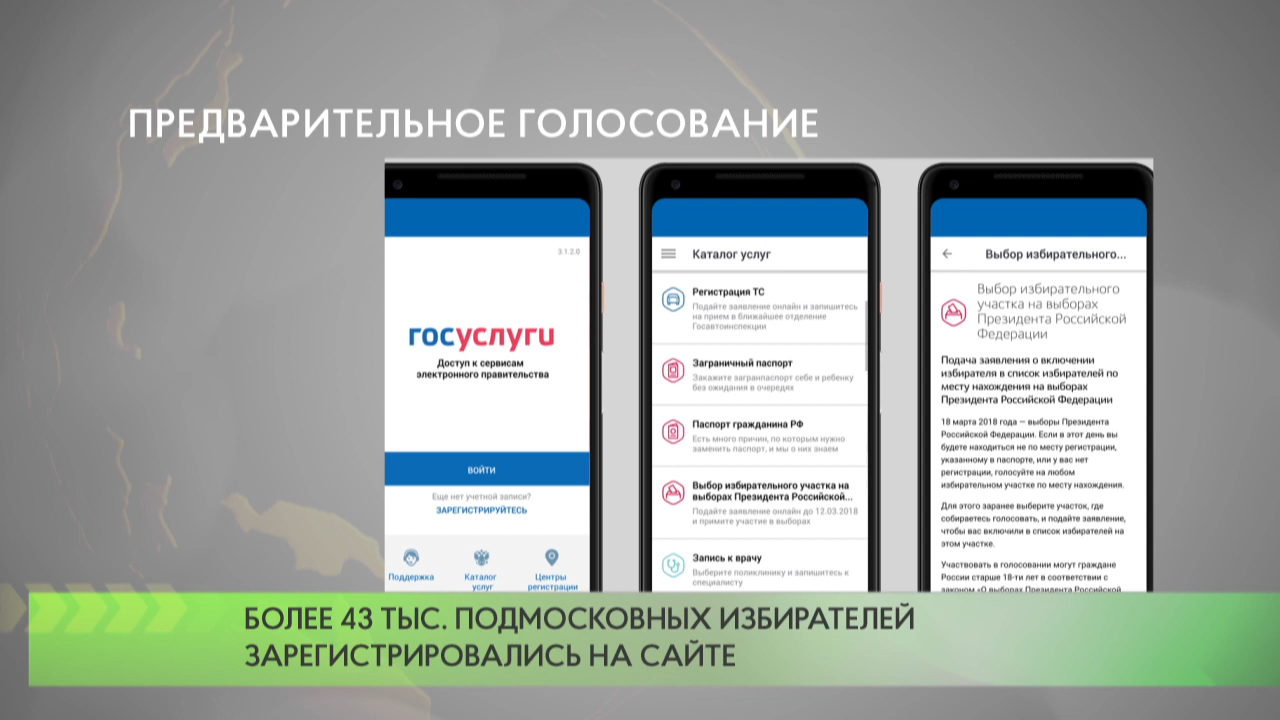 ПРЕДВАРИТЕЛЬНОЕ ГОЛОСОВАНИЕ
3.1.2.0
госуслуги
Доступ к сервисам
электронного правительства
ВОЙТИ
Еще нет учетной записи?
ЗАРЕГИСТРИРУЙТЕСЬ
Поддержка
Каталог
услуг
Центры
регистрации
Каталог услуг
Регистрация ТС
Подайте заявление онлайн и запишитесь
на прием в ближайшее отделение
Госавтоинспекции
Заграничный паспорт
Закажите загранпаспорт себе и ребенку
без ожидания в очередях
Паспорт гражданина РФ
Есть много причин, по которым нужно
заменить паспорт, и мы о них знаем
Выбор избирательного участка на
выборах Президента Российской...
Подайте заявление онлайн до 12.03.2018
и примите участие в выборах
Запись к врачу
Выберите поликлинику и запишитесь к
специалисту
Выбор избирательного...
Выбор избирательного
участка на выборах
Президента Российской
Федерации
Подача заявления о включении
избирателя в список избирателей по
месту нахождения на выборах
Президента Российской Федерации
18 марта 2018 года — выборы Президента
Российской Федерации. Если в этот день вы
будете находиться не по месту регистрации,
указанному в паспорте, или у вас нет
регистрации, голосуйте на любом
избирательном участке по месту нахождения.
Для этого заранее выберите участок, где
собираетесь голосовать, и подайте заявление,
чтобы вас включили в список избирателей на
этом участке.
Участвовать в голосовании могут граждане
России старше 18-ти лет в соответствии с
законом «О выборах Президента Российской
БОЛЕЕ 43 ТЫС. ПОДМОСКОВНЫХ ИЗБИРАТЕЛЕЙ
ЗАРЕГИСТРИРОВАЛИСЬ НА САЙТЕ